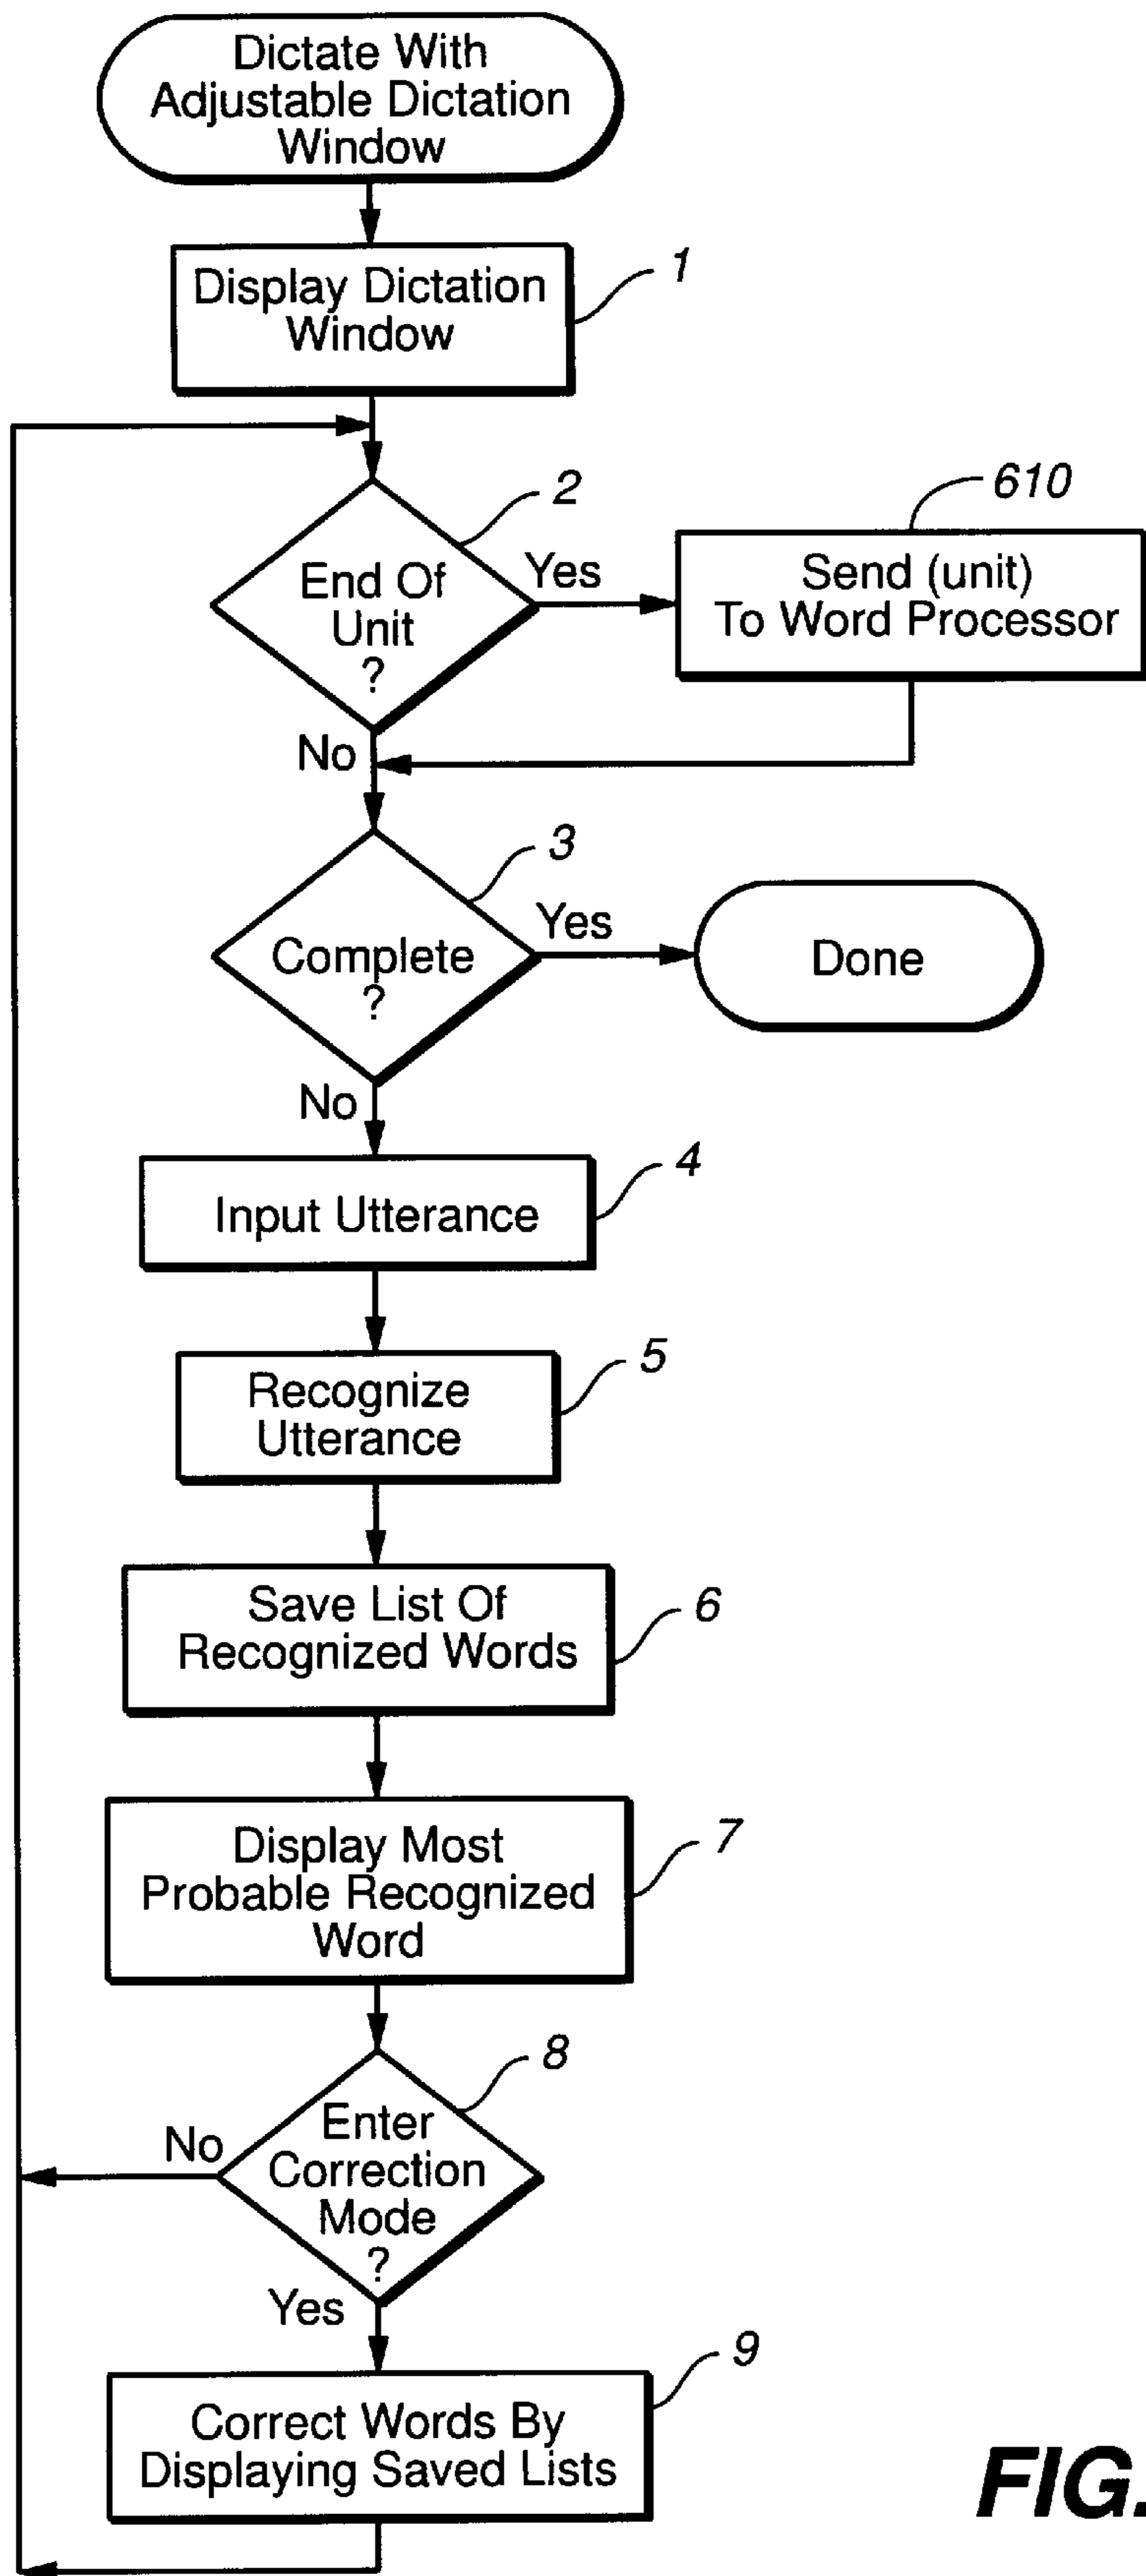 Dictate With
Adjustable Dictation
Window
1
Display Dictation
Window
2
End Of
Unit
?
Yes
610
Send (unit)
To Word Processor
No
3
Complete
?
Yes
Done
No
4
Input Utterance
5
Recognize
Utterance
6
Save List Of
Recognized Words
7
Display Most
Probable Recognized
Word
8
Enter
Correction
Mode
?
No
Yes
9
Correct Words By
Displaying Saved Lists
FIG.